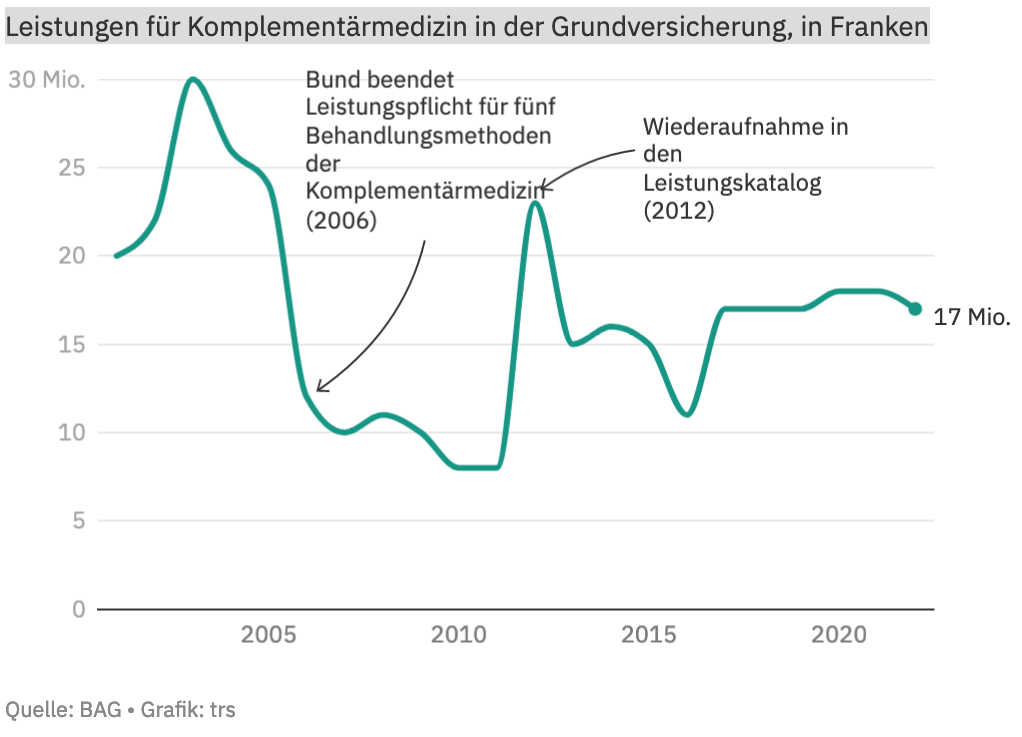 Leistungen für Komplementärmedizin in der Grundversicherung, in Franken
30 Mio.
25
20
15
10
5
0
Bund beendet
Leistungspflicht für fünf
Behandlungsmethoden
der
Komplementärmedizin
(2006)
Wiederaufnahme in
den
Leistungskatalog
(2012)
17 Mio.
2005
2010
2015
2020
Quelle: BAG • Grafik: trs